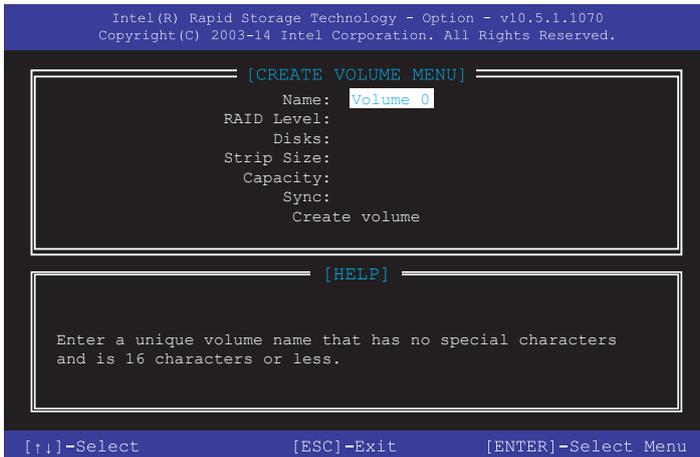 Intel(R) Rapid Storage Technology - Option - v10.5.1.1070
Copyright(C) 2003-14 Intel Corporation. All Rights Reserved.
[CREATE VOLUME MENU]
Name: Volume 0
RAID Level:
Disks:
Strip Size:
Capacity:
Sync:
Create volume
[HELP]
Enter a unique volume name that has no special characters
and is 16 characters or less.
[↑↓]-Select [ESC]-Exit [ENTER]-Select Menu